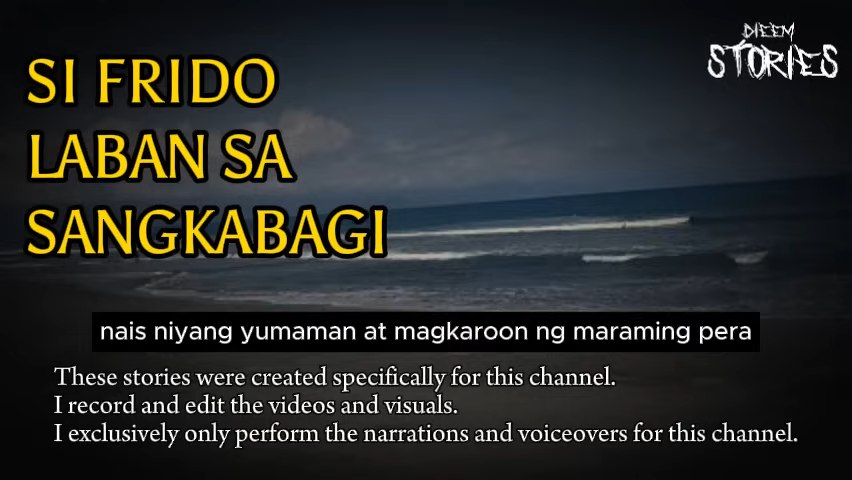 DIEEM
STORIES
SI FRIDO
LABAN SA
SANGKABAGI
nais niyang yumaman at magkaroon ng maraming pera
These stories were created specifically for this channel.
I record and edit the videos and visuals.
I exclusively only perform the narrations and voiceovers for this channel.